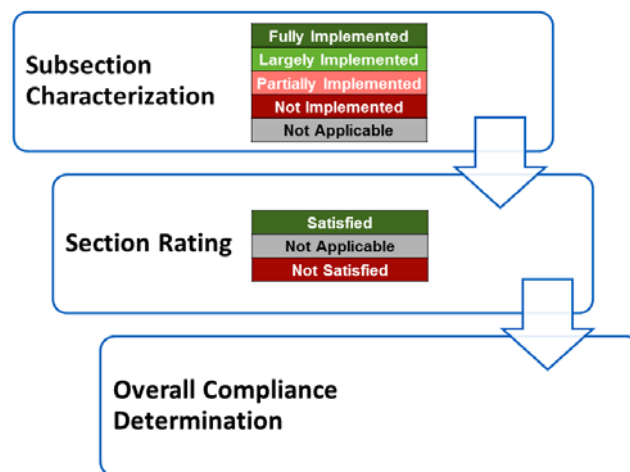 Subsection
Characterization
Fully Implemented
Largely Implemented
Partially Implemented
Not Implemented
Not Applicable
Section Rating
Satisfied
Not Applicable
Not Satisfied
Overall Compliance
Determination